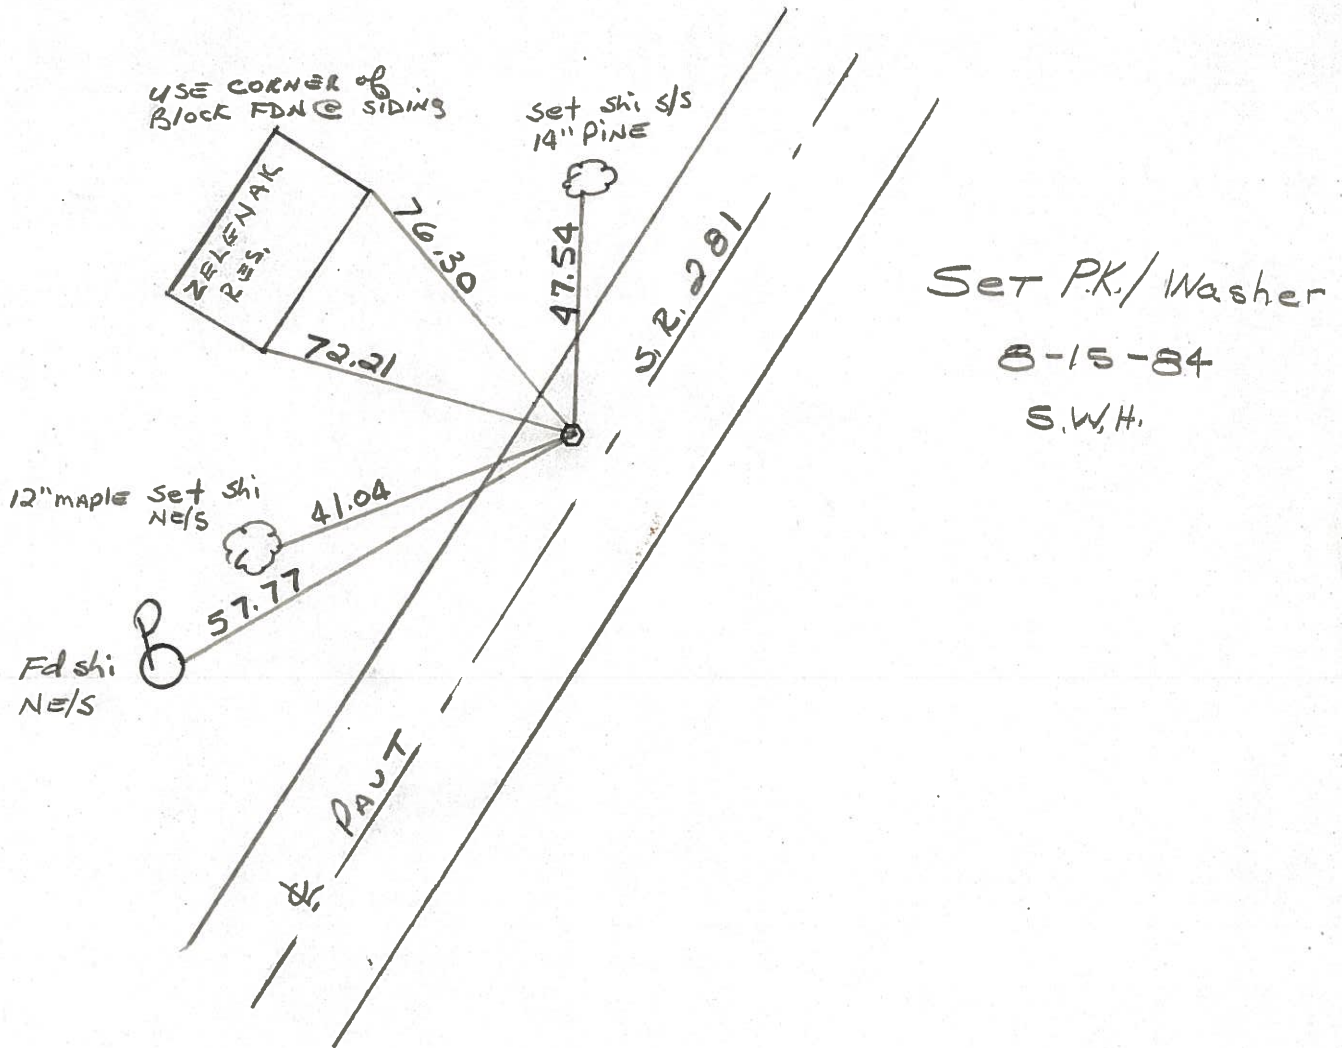 USE CORNER of
Block FDN @ SIDING
set shi s/s
14" PINE
ZELENAK
RES.
76.30
47.54
S.R. 281
72.21
Set P.K./Washer
8-15-84
S.W.H.
12" MAPLE set shi
NE/S
41.04
57.77
P
Fd shi
NE/S
PAVT